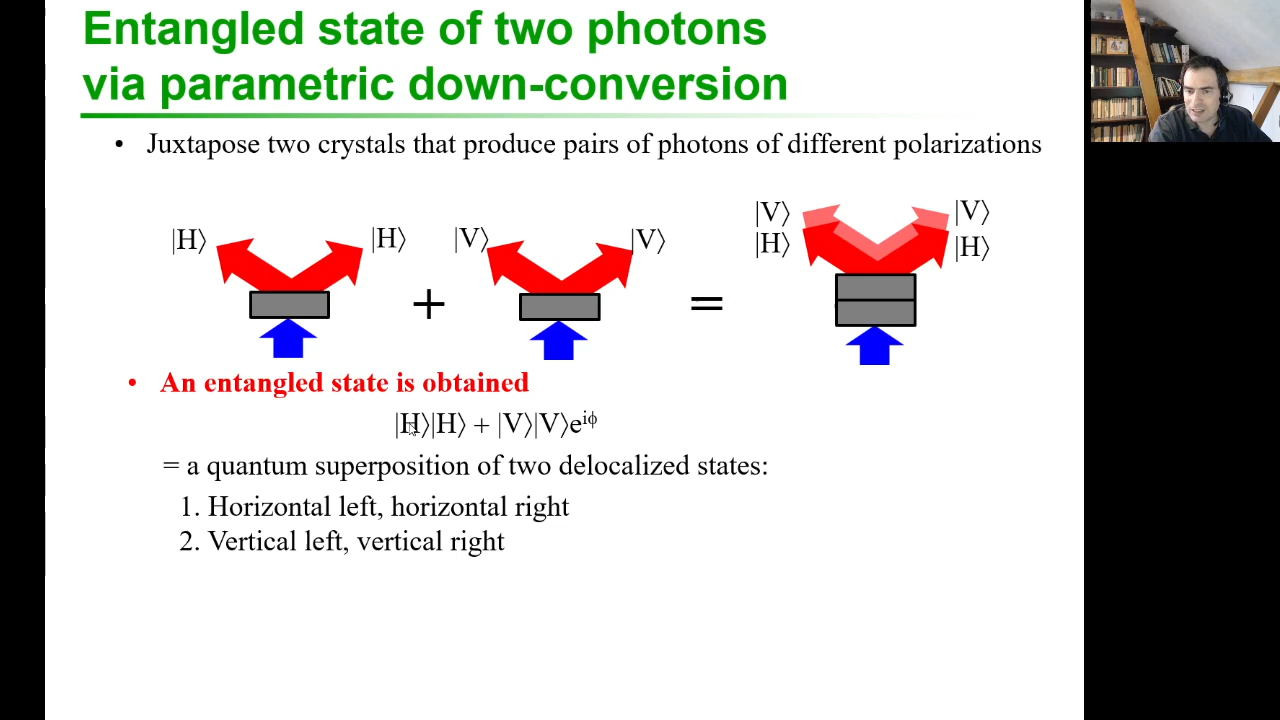 Entangled state of two photons
via parametric down-conversion
• Juxtapose two crystals that produce pairs of photons of different polarizations
|H⟩ |H⟩ |V⟩ |V⟩ |V⟩ |V⟩
|H⟩ |H⟩
+ =
• An entangled state is obtained
|H⟩|H⟩ + |V⟩|V⟩e^{iϕ}
= a quantum superposition of two delocalized states:
1. Horizontal left, horizontal right
2. Vertical left, vertical right